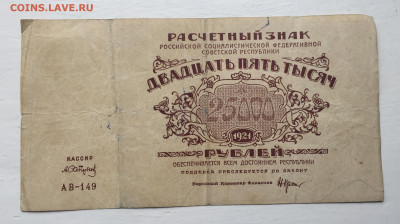 COINS.LAVE.RU
РАСЧЕТНЫЙ ЗНАК
РОССИЙСКОЙ СОЦИАЛИСТИЧЕСКОЙ ФЕДЕРАТИВНОЙ
СОВЕТСКОЙ РЕСПУБЛИКИ
ДВАДЦАТЬ ПЯТЬ ТЫСЯЧ
25000
1921
РУБЛЕЙ
ОБЕСПЕЧИВАЕТСЯ ВСЕМ ДОСТОЯНИЕМ РЕСПУБЛИКИ
ПОДДЕЛКА ПРЕСЛЕДУЕТСЯ ПО ЗАКОНУ
Народный Комиссар Финансов
КАССИР
АВ-149